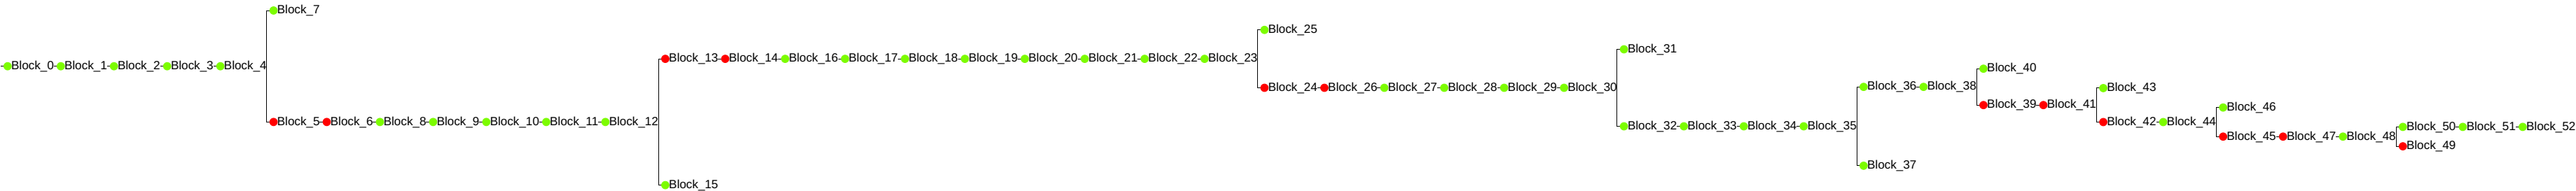 Block_7
Block_0 Block_1 Block_2 Block_3 Block_4
Block_5 Block_6 Block_8 Block_9 Block_10 Block_11 Block_12
Block_13 Block_14 Block_16 Block_17 Block_18 Block_19 Block_20 Block_21 Block_22 Block_23
Block_15
Block_25
Block_24 Block_26 Block_27 Block_28 Block_29 Block_30
Block_31
Block_32 Block_33 Block_34 Block_35
Block_36 Block_38
Block_37
Block_40
Block_39 Block_41
Block_43
Block_42 Block_44
Block_46
Block_45 Block_47 Block_48
Block_50 Block_51 Block_52
Block_49